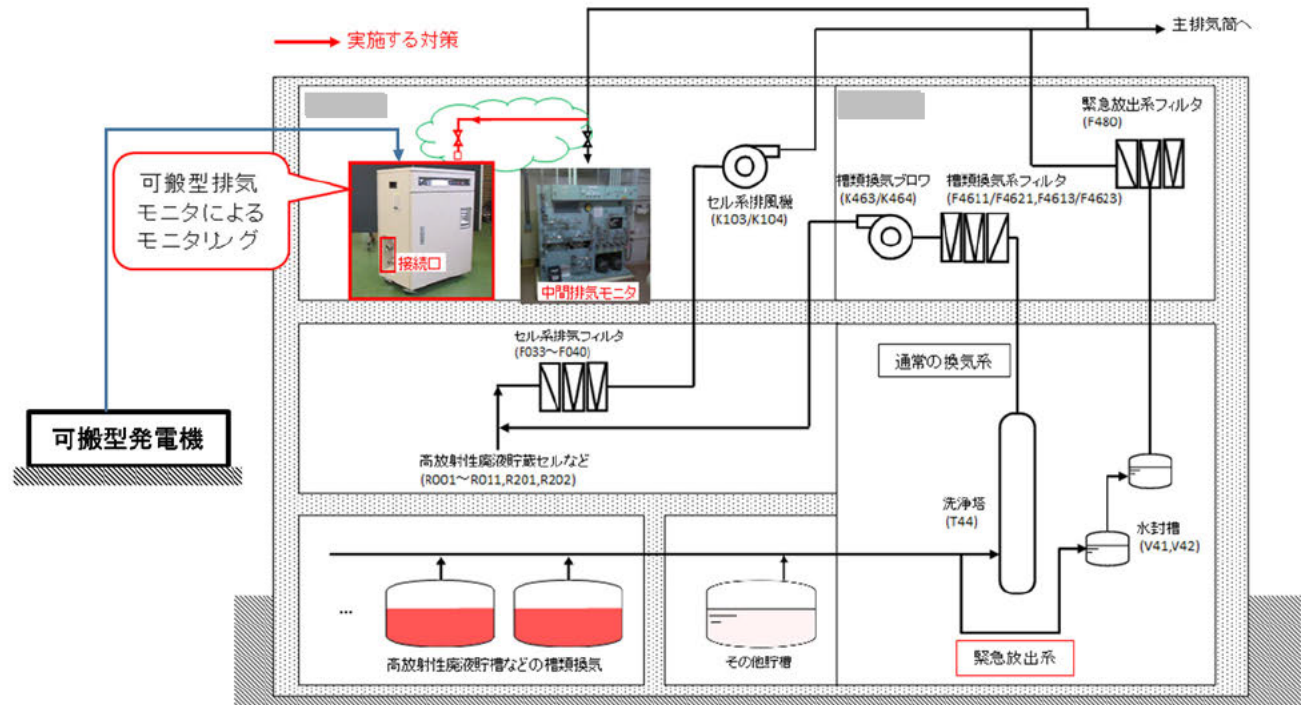 実施する対策
主排気筒へ
緊急放出系フィルタ
(F480)
可搬型排気
モニタによる
モニタリング
接続口
中間排気モニタ
セル系排風機
(K103/K104)
槽類換気ブロワ
(K463/K464)
槽類換気系フィルタ
(F4611/F4621,F4613/F4623)
セル系排気フィルタ
(F033～F040)
通常の換気系
可搬型発電機
高放射性廃液貯蔵セルなど
(R001～R011,R201,R202)
洗浄塔
(T44)
水封槽
(V41,V42)
...
高放射性廃液貯槽などの槽類換気
その他貯槽
緊急放出系